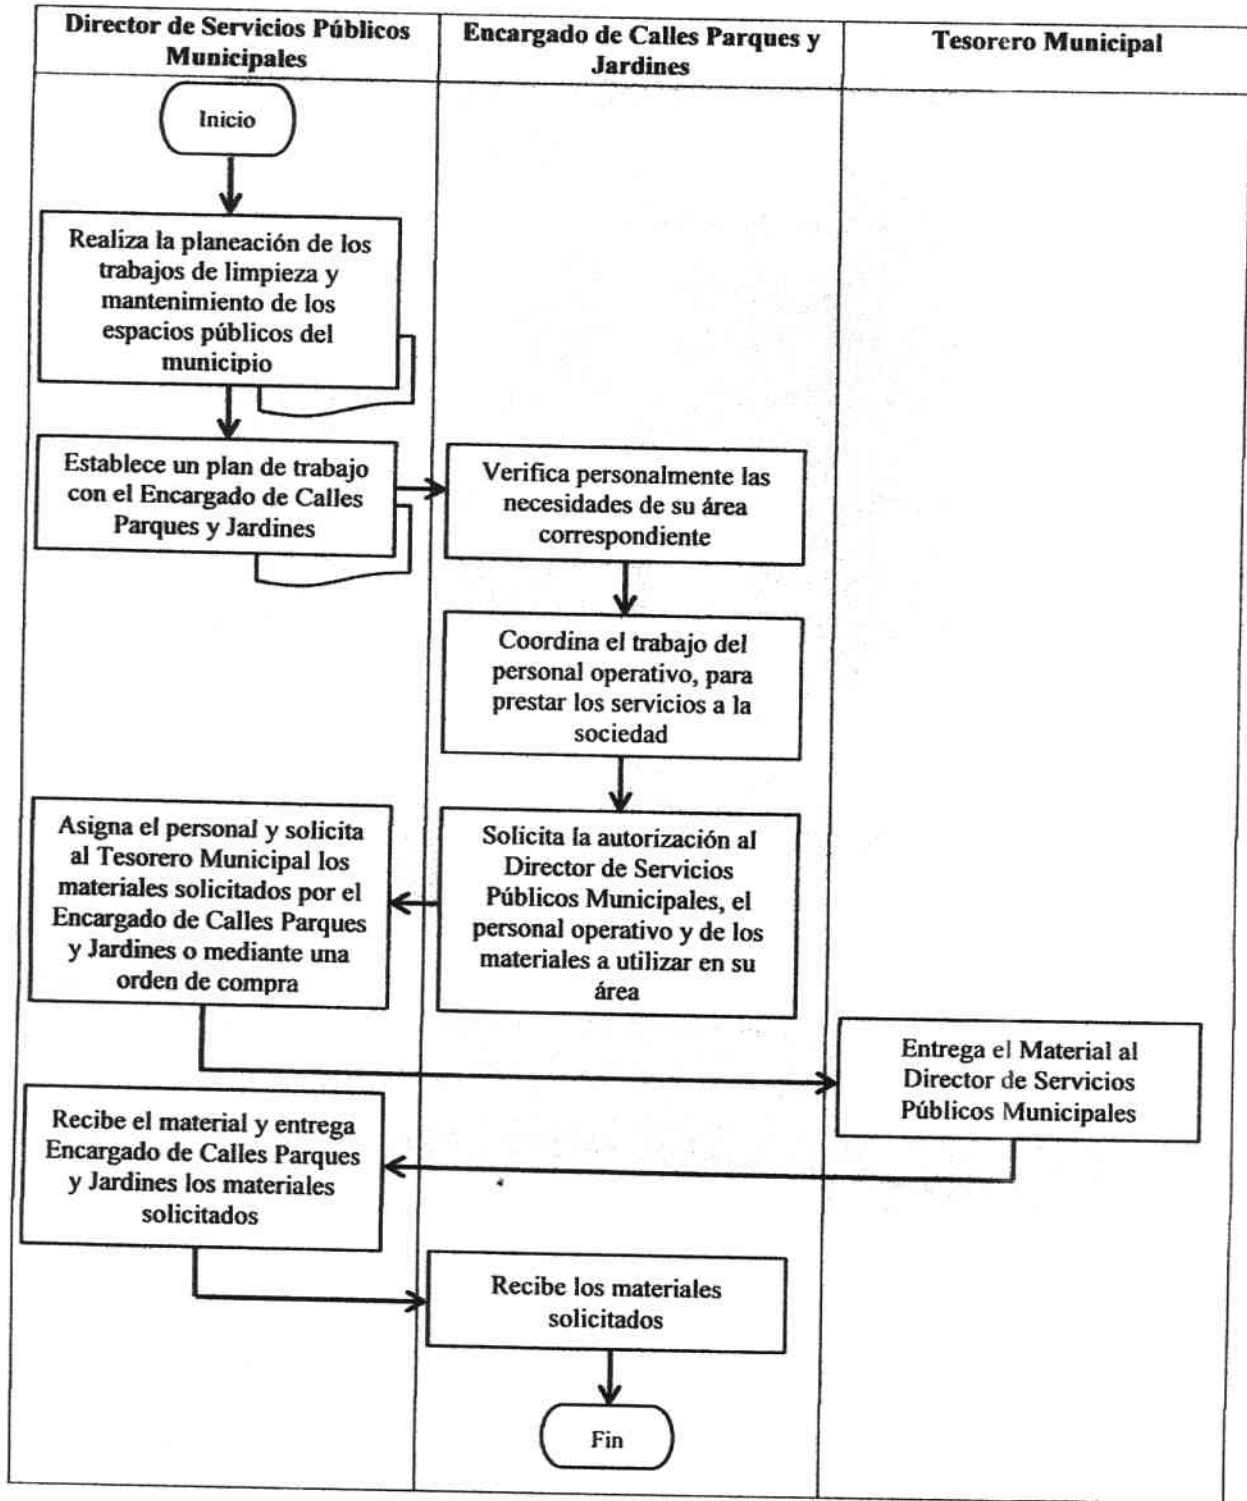 Director de Servicios Públicos
Municipales
Encargado de Calles Parques y
Jardines
Tesorero Municipal
Inicio
Realiza la planeación de los
trabajos de limpieza y
mantenimiento de los
espacios públicos del
municipio
Establece un plan de trabajo
con el Encargado de Calles
Parques y Jardines
Verifica personalmente las
necesidades de su área
correspondiente
Coordina el trabajo del
personal operativo, para
prestar los servicios a la
sociedad
Solicita la autorización al
Director de Servicios
Públicos Municipales, el
personal operativo y de los
materiales a utilizar en su
área
Asigna el personal y solicita
al Tesorero Municipal los
materiales solicitados por el
Encargado de Calles Parques
y Jardines o mediante una
orden de compra
Entrega el Material al
Director de Servicios
Públicos Municipales
Recibe el material y entrega
Encargado de Calles Parques
y Jardines los materiales
solicitados
Recibe los materiales
solicitados
Fin